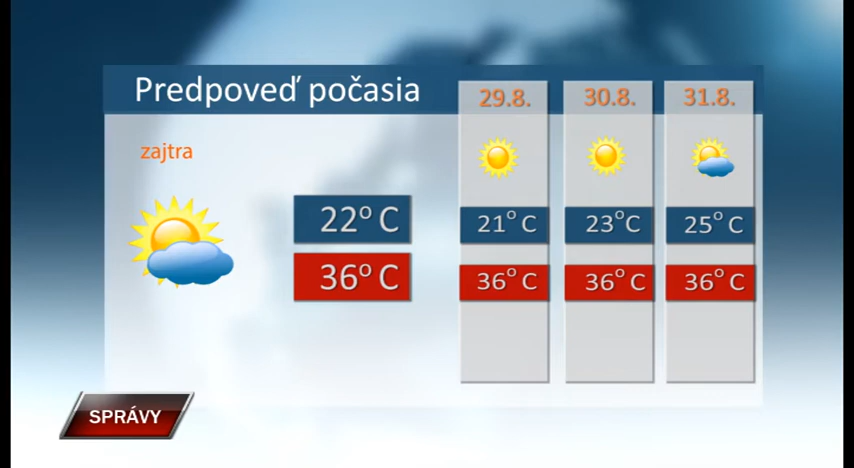 Predpoveď počasia
zajtra
22° C
36° C
29.8.
21° C
36° C
30.8.
23°C
36° C
31.8.
25° C
36° C
SPRÁVY